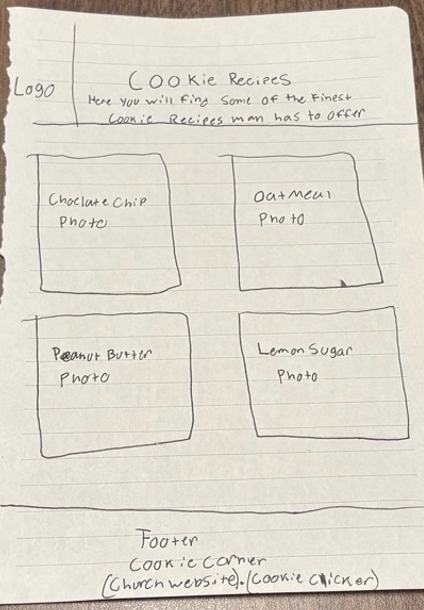 Logo
Cookie Recipes
Here you will find some of the finest
Cookie Recipes man has to offer
Choclate Chip
Photo
Oatmeal
Photo
Peanut Butter
Photo
Lemon Sugar
Photo
Footer
Cookie Corner
(Church website).(Cookie Clicker)